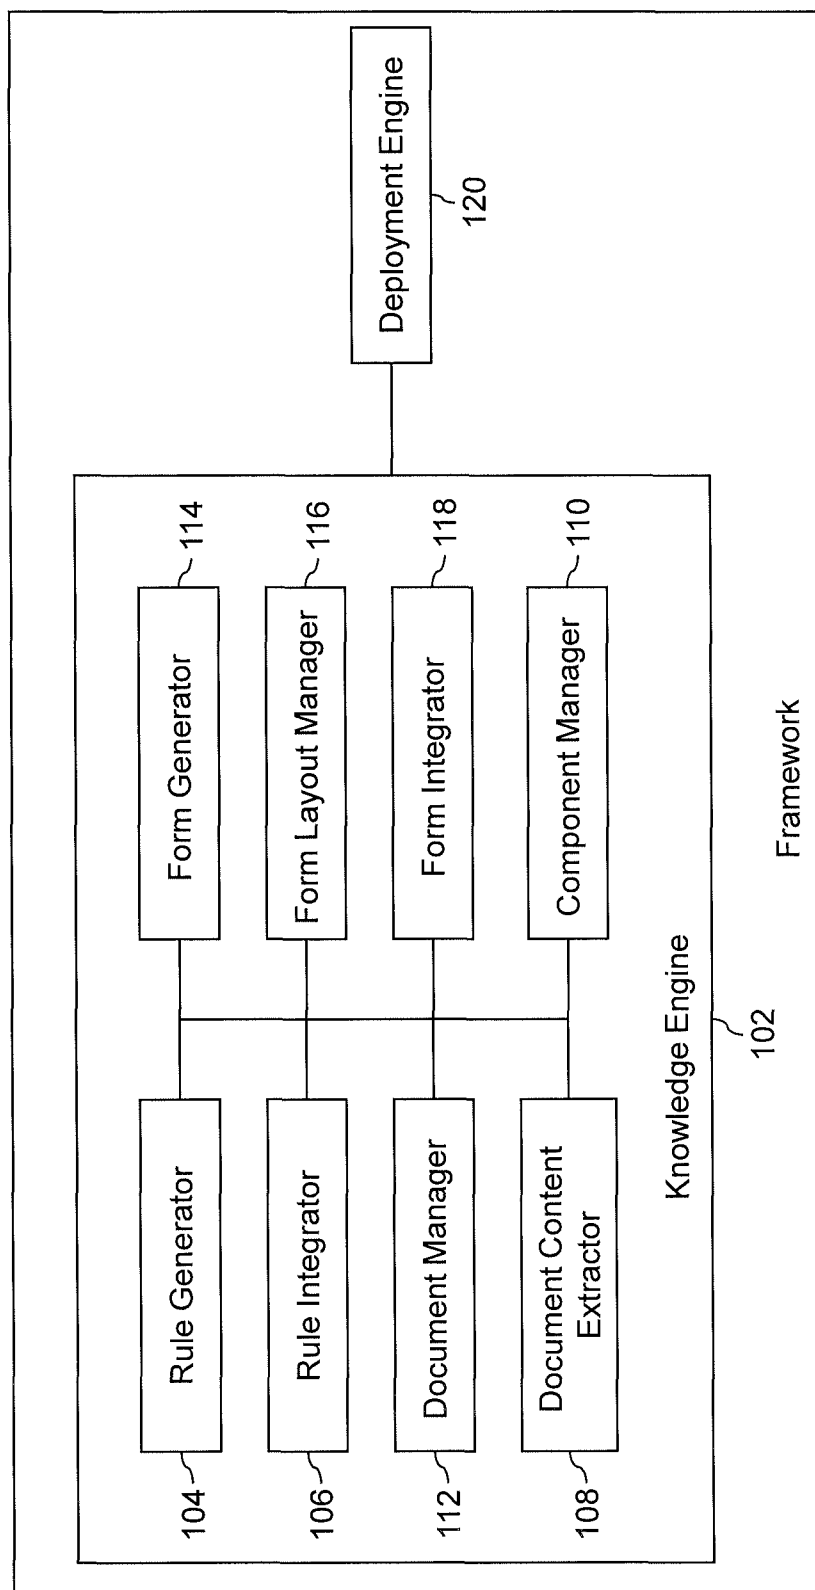 104
Rule Generator
Form Generator
114
106
Rule Integrator
Form Layout Manager
116
112
Document Manager
Form Integrator
118
108
Document Content
Extractor
Component Manager
110
Knowledge Engine
102
Deployment Engine
120
Framework